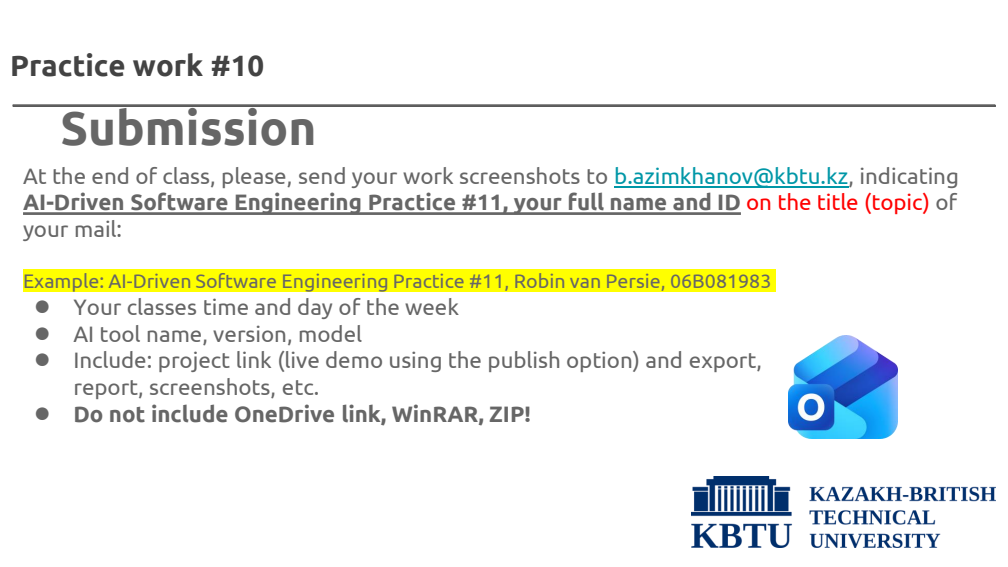 Practice work #10
Submission
At the end of class, please, send your work screenshots to b.azimkhanov@kbtu.kz, indicating
AI-Driven Software Engineering Practice #11, your full name and ID on the title (topic) of
your mail:
Example: AI-Driven Software Engineering Practice #11, Robin van Persie, 06B081983
● Your classes time and day of the week
● AI tool name, version, model
● Include: project link (live demo using the publish option) and export,
report, screenshots, etc.
● Do not include OneDrive link, WinRAR, ZIP!
O
KBTU
KAZAKH-BRITISH
TECHNICAL
UNIVERSITY